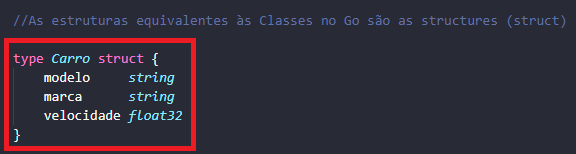 //As estruturas equivalentes às Classes no Go são as structures (struct)
type Carro struct {
    modelo     string
    marca      string
    velocidade float32
}